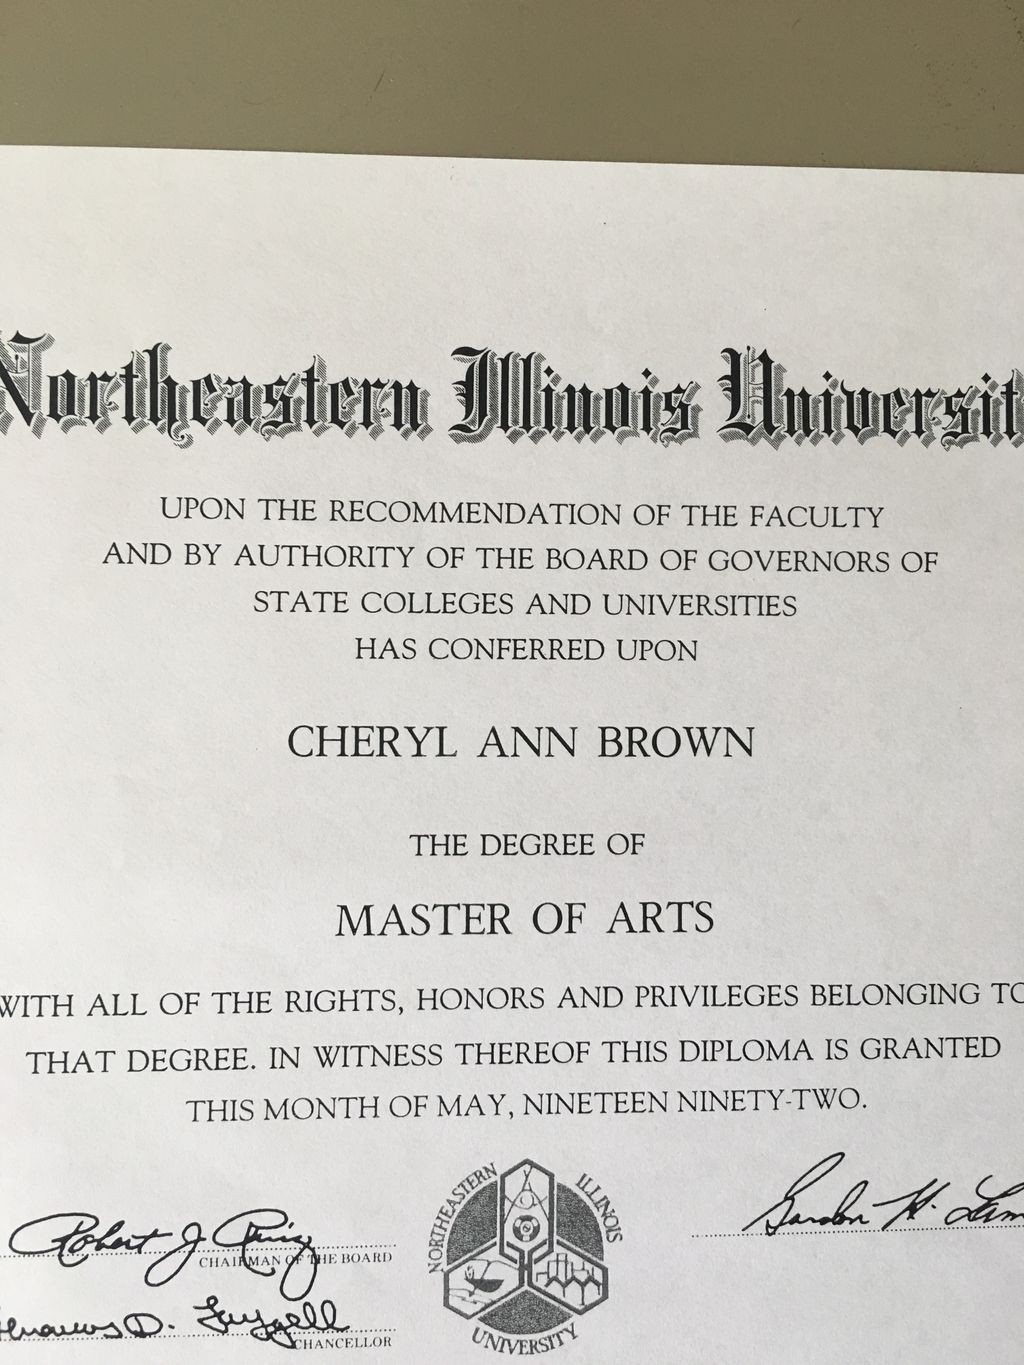 Northeastern Illinois Universit
UPON THE RECOMMENDATION OF THE FACULTY
AND BY AUTHORITY OF THE BOARD OF GOVERNORS OF
STATE COLLEGES AND UNIVERSITIES
HAS CONFERRED UPON
CHERYL ANN BROWN
THE DEGREE OF
MASTER OF ARTS
WITH ALL OF THE RIGHTS, HONORS AND PRIVILEGES BELONGING TO
THAT DEGREE. IN WITNESS THEREOF THIS DIPLOMA IS GRANTED
THIS MONTH OF MAY, NINETEEN NINETY-TWO.
NORTHEASTERN ILLINOIS UNIVERSITY
Robert J.
CHAIRMAN OF THE BOARD
Gordon H.
D.
CHANCELLOR